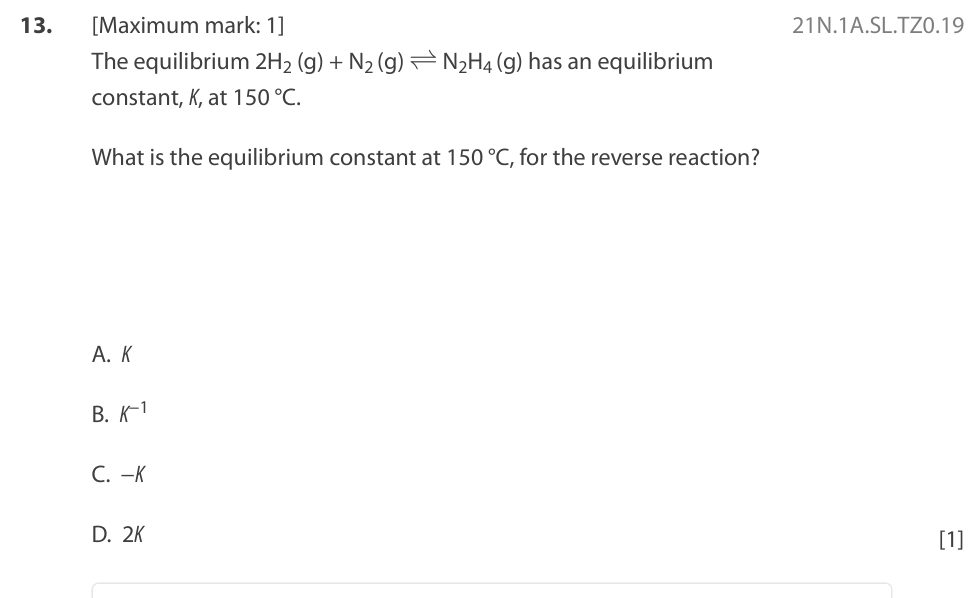 13. [Maximum mark: 1] 21N.1A.SL.TZ0.19
The equilibrium 2H₂ (g) + N₂ (g) ⇌ N₂H₄ (g) has an equilibrium
constant, K, at 150 °C.
What is the equilibrium constant at 150 °C, for the reverse reaction?
A. K
B. K⁻¹
C. −K
D. 2K
[1]